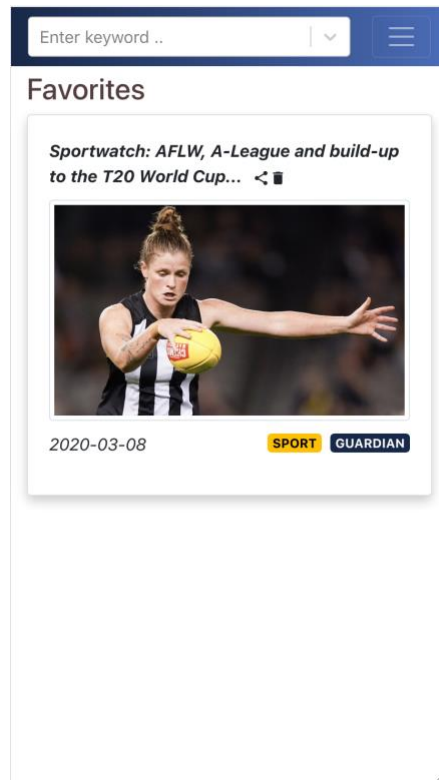 Enter keyword ..
Favorites
Sportwatch: AFLW, A-League and build-up
to the T20 World Cup...
2020-03-08
SPORT GUARDIAN